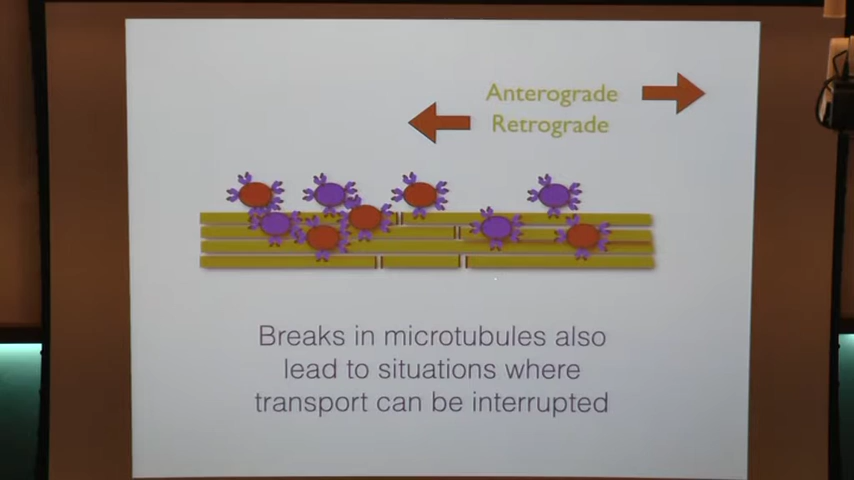 Anterograde
Retrograde
Breaks in microtubules also
lead to situations where
transport can be interrupted